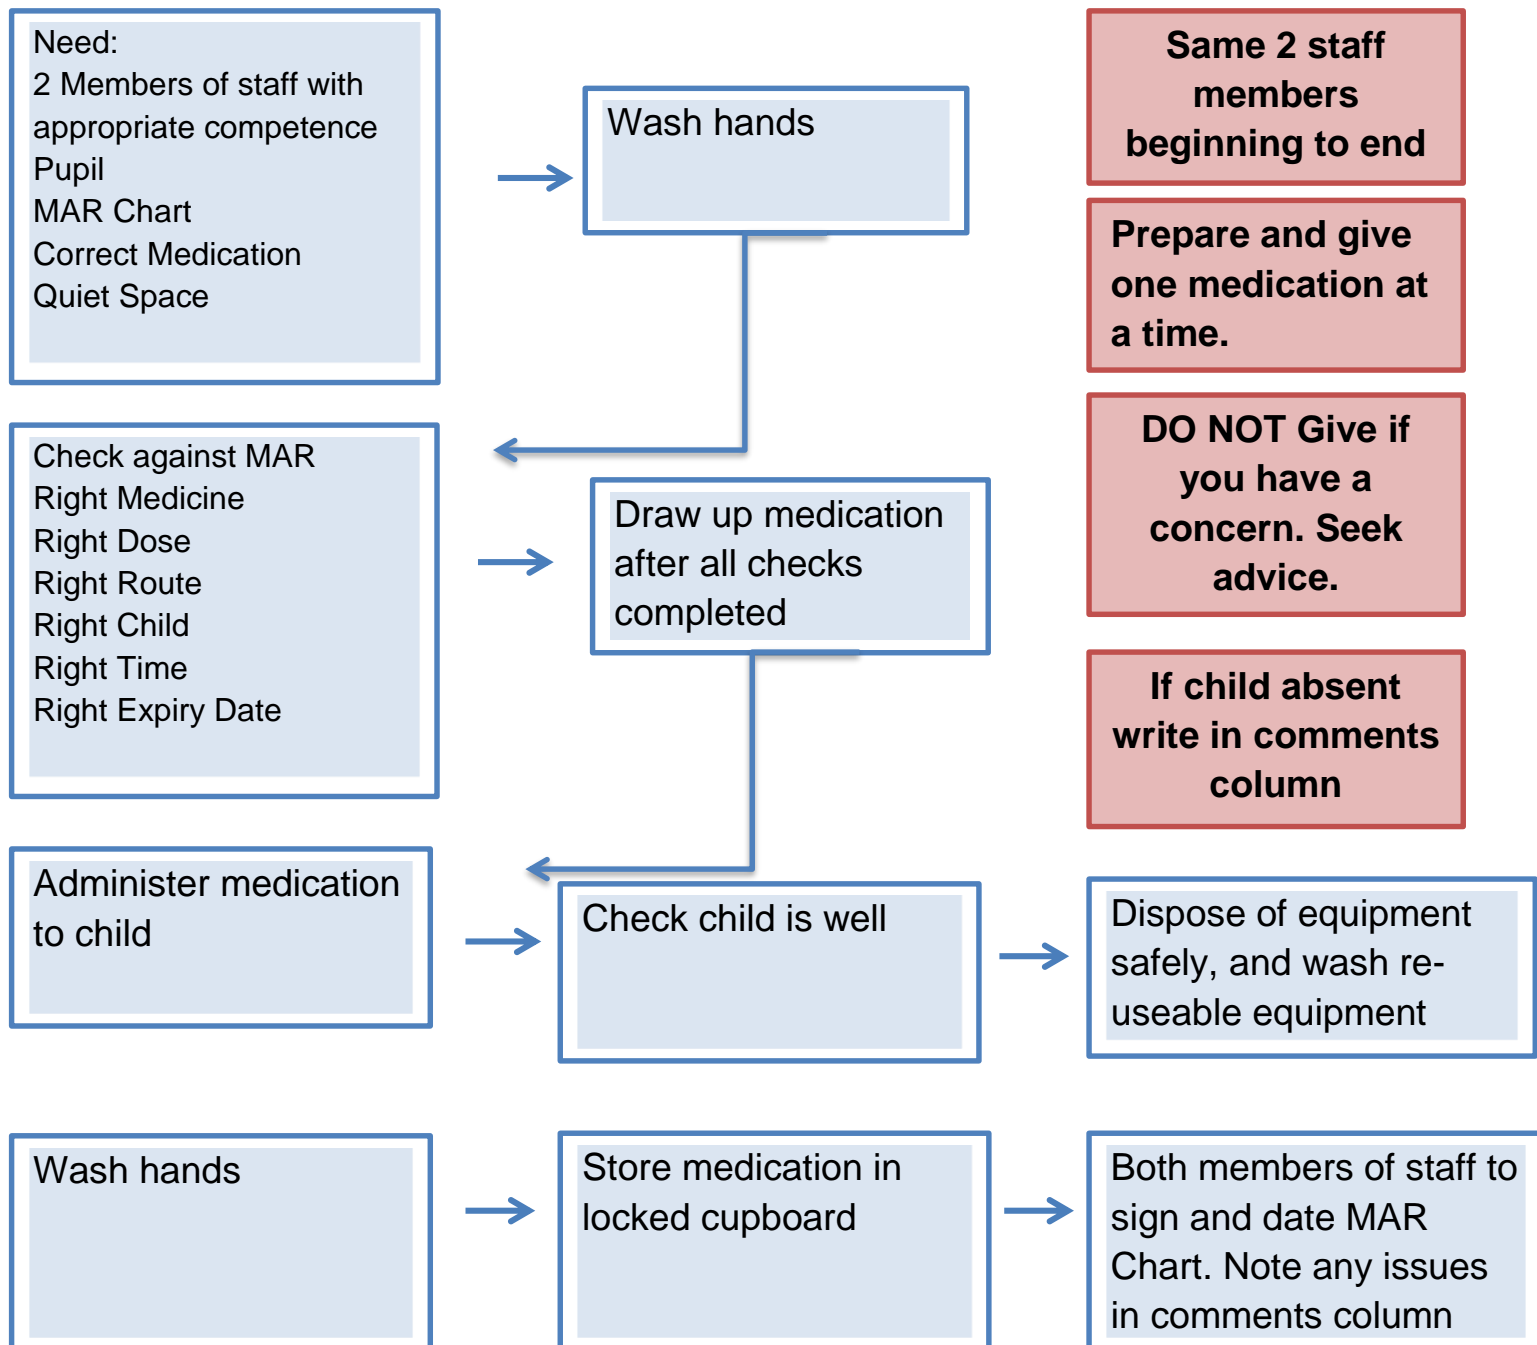 Need:
2 Members of staff with
appropriate competence
Pupil
MAR Chart
Correct Medication
Quiet Space
Wash hands
Same 2 staff
members
beginning to end
Prepare and give
one medication at
a time.
Check against MAR
Right Medicine
Right Dose
Right Route
Right Child
Right Time
Right Expiry Date
Draw up medication
after all checks
completed
DO NOT Give if
you have a
concern. Seek
advice.
If child absent
write in comments
column
Administer medication
to child
Check child is well
Dispose of equipment
safely, and wash re-
useable equipment
Wash hands
Store medication in
locked cupboard
Both members of staff to
sign and date MAR
Chart. Note any issues
in comments column